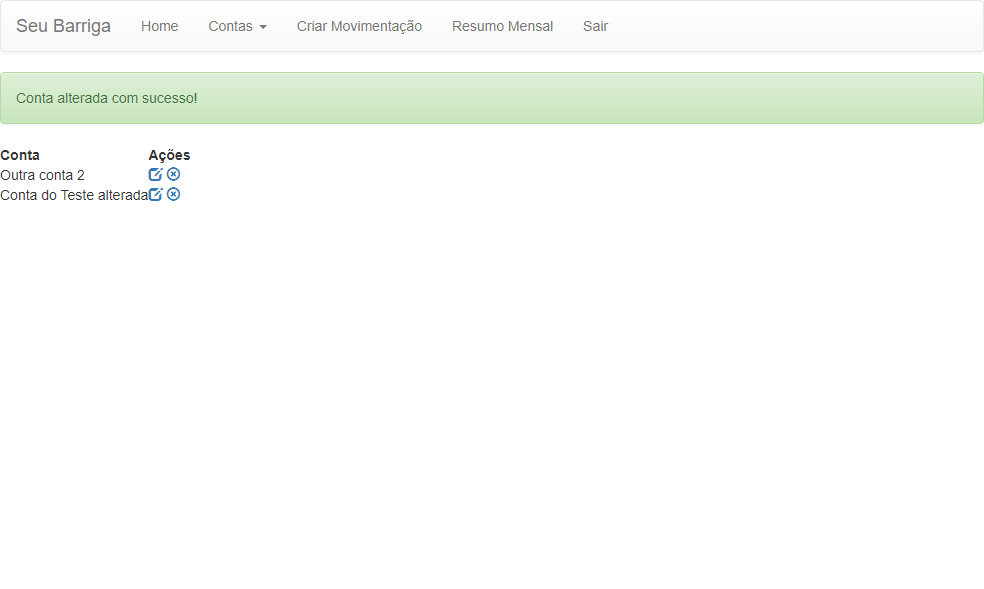 Seu Barriga Home Contas Criar Movimentação Resumo Mensal Sair
Conta alterada com sucesso!
Conta Ações
Outra conta 2
Conta do Teste alterada